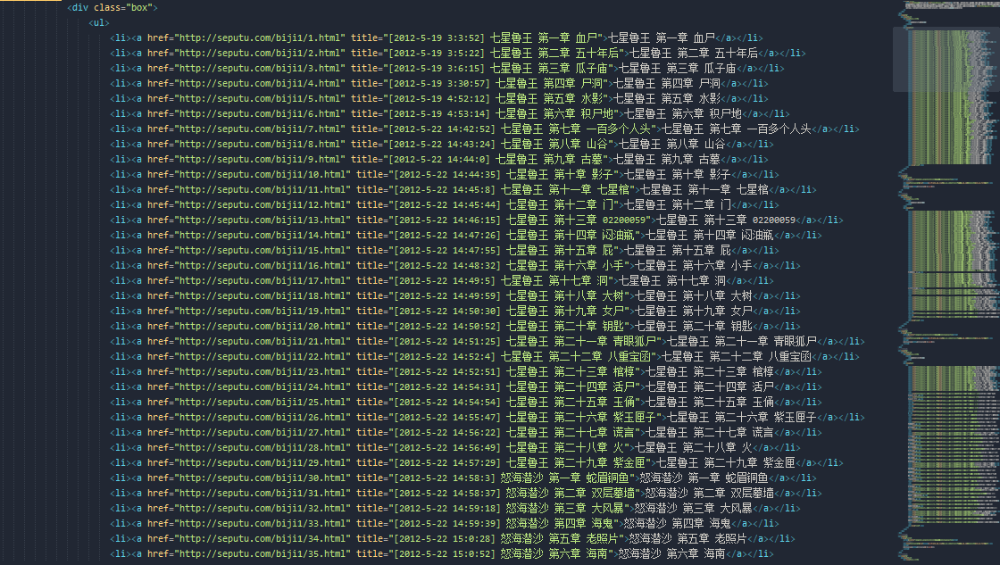 <div class="box">
<ul>
<li><a href="http://seputu.com/biji1/1.html" title="[2012-5-19 3:3:52] 七星鲁王 第一章 血尸">七星鲁王 第一章 血尸</a></li>
<li><a href="http://seputu.com/biji1/2.html" title="[2012-5-19 3:5:22] 七星鲁王 第二章 五十年后">七星鲁王 第二章 五十年后</a></li>
<li><a href="http://seputu.com/biji1/3.html" title="[2012-5-19 3:6:15] 七星鲁王 第三章 瓜子庙">七星鲁王 第三章 瓜子庙</a></li>
<li><a href="http://seputu.com/biji1/4.html" title="[2012-5-19 3:30:57] 七星鲁王 第四章 尸洞">七星鲁王 第四章 尸洞</a></li>
<li><a href="http://seputu.com/biji1/5.html" title="[2012-5-19 4:52:12] 七星鲁王 第五章 水影">七星鲁王 第五章 水影</a></li>
<li><a href="http://seputu.com/biji1/6.html" title="[2012-5-19 4:53:14] 七星鲁王 第六章 积尸地">七星鲁王 第六章 积尸地</a></li>
<li><a href="http://seputu.com/biji1/7.html" title="[2012-5-22 14:42:52] 七星鲁王 第七章 一百多个人头">七星鲁王 第七章 一百多个人头</a></li>
<li><a href="http://seputu.com/biji1/8.html" title="[2012-5-22 14:43:24] 七星鲁王 第八章 山谷">七星鲁王 第八章 山谷</a></li>
<li><a href="http://seputu.com/biji1/9.html" title="[2012-5-22 14:44:0] 七星鲁王 第九章 古墓">七星鲁王 第九章 古墓</a></li>
<li><a href="http://seputu.com/biji1/10.html" title="[2012-5-22 14:44:35] 七星鲁王 第十章 影子">七星鲁王 第十章 影子</a></li>
<li><a href="http://seputu.com/biji1/11.html" title="[2012-5-22 14:45:8] 七星鲁王 第十一章 七星棺">七星鲁王 第十一章 七星棺</a></li>
<li><a href="http://seputu.com/biji1/12.html" title="[2012-5-22 14:45:44] 七星鲁王 第十二章 门">七星鲁王 第十二章 门</a></li>
<li><a href="http://seputu.com/biji1/13.html" title="[2012-5-22 14:46:15] 七星鲁王 第十三章 02200059">七星鲁王 第十三章 02200059</a></li>
<li><a href="http://seputu.com/biji1/14.html" title="[2012-5-22 14:47:26] 七星鲁王 第十四章 闷油瓶">七星鲁王 第十四章 闷油瓶</a></li>
<li><a href="http://seputu.com/biji1/15.html" title="[2012-5-22 14:47:55] 七星鲁王 第十五章 屁">七星鲁王 第十五章 屁</a></li>
<li><a href="http://seputu.com/biji1/16.html" title="[2012-5-22 14:48:32] 七星鲁王 第十六章 小手">七星鲁王 第十六章 小手</a></li>
<li><a href="http://seputu.com/biji1/17.html" title="[2012-5-22 14:49:5] 七星鲁王 第十七章 洞">七星鲁王 第十七章 洞</a></li>
<li><a href="http://seputu.com/biji1/18.html" title="[2012-5-22 14:49:59] 七星鲁王 第十八章 大树">七星鲁王 第十八章 大树</a></li>
<li><a href="http://seputu.com/biji1/19.html" title="[2012-5-22 14:50:30] 七星鲁王 第十九章 女尸">七星鲁王 第十九章 女尸</a></li>
<li><a href="http://seputu.com/biji1/20.html" title="[2012-5-22 14:50:52] 七星鲁王 第二十章 钥匙">七星鲁王 第二十章 钥匙</a></li>
<li><a href="http://seputu.com/biji1/21.html" title="[2012-5-22 14:51:25] 七星鲁王 第二十一章 青眼狐尸">七星鲁王 第二十一章 青眼狐尸</a></li>
<li><a href="http://seputu.com/biji1/22.html" title="[2012-5-22 14:52:4] 七星鲁王 第二十二章 八重宝函">七星鲁王 第二十二章 八重宝函</a></li>
<li><a href="http://seputu.com/biji1/23.html" title="[2012-5-22 14:52:51] 七星鲁王 第二十三章 棺椁">七星鲁王 第二十三章 棺椁</a></li>
<li><a href="http://seputu.com/biji1/24.html" title="[2012-5-22 14:54:31] 七星鲁王 第二十四章 活尸">七星鲁王 第二十四章 活尸</a></li>
<li><a href="http://seputu.com/biji1/25.html" title="[2012-5-22 14:54:54] 七星鲁王 第二十五章 玉俑">七星鲁王 第二十五章 玉俑</a></li>
<li><a href="http://seputu.com/biji1/26.html" title="[2012-5-22 14:55:47] 七星鲁王 第二十六章 紫玉匣子">七星鲁王 第二十六章 紫玉匣子</a></li>
<li><a href="http://seputu.com/biji1/27.html" title="[2012-5-22 14:56:22] 七星鲁王 第二十七章 谎言">七星鲁王 第二十七章 谎言</a></li>
<li><a href="http://seputu.com/biji1/28.html" title="[2012-5-22 14:56:49] 七星鲁王 第二十八章 火">七星鲁王 第二十八章 火</a></li>
<li><a href="http://seputu.com/biji1/29.html" title="[2012-5-22 14:57:29] 七星鲁王 第二十九章 紫金匣">七星鲁王 第二十九章 紫金匣</a></li>
<li><a href="http://seputu.com/biji1/30.html" title="[2012-5-22 14:58:3] 怒海潜沙 第一章 蛇眉铜鱼">怒海潜沙 第一章 蛇眉铜鱼</a></li>
<li><a href="http://seputu.com/biji1/31.html" title="[2012-5-22 14:58:37] 怒海潜沙 第二章 双层墓墙">怒海潜沙 第二章 双层墓墙</a></li>
<li><a href="http://seputu.com/biji1/32.html" title="[2012-5-22 14:59:18] 怒海潜沙 第三章 大风暴">怒海潜沙 第三章 大风暴</a></li>
<li><a href="http://seputu.com/biji1/33.html" title="[2012-5-22 14:59:39] 怒海潜沙 第四章 海鬼">怒海潜沙 第四章 海鬼</a></li>
<li><a href="http://seputu.com/biji1/34.html" title="[2012-5-22 15:0:28] 怒海潜沙 第五章 老照片">怒海潜沙 第五章 老照片</a></li>
<li><a href="http://seputu.com/biji1/35.html" title="[2012-5-22 15:0:52] 怒海潜沙 第六章 海南">怒海潜沙 第六章 海南</a></li>